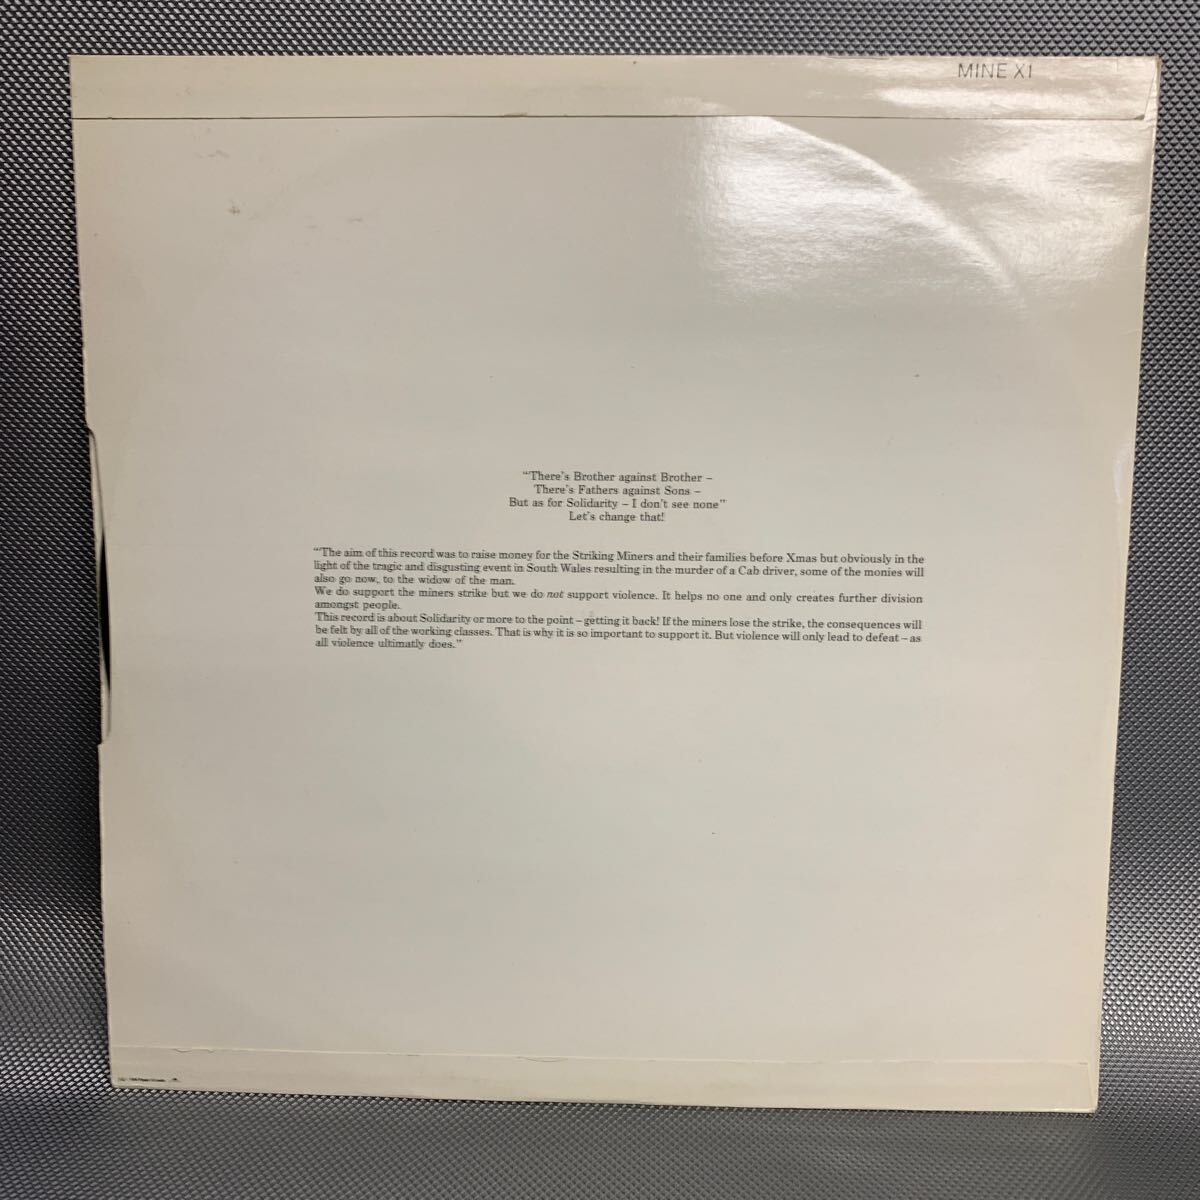 MINE X1
"There's Brother against Brother –
There's Fathers against Sons –
But as for Solidarity – I don't see none"
Let's change that!
"The aim of this record was to raise money for the Striking Miners and their families before Xmas but obviously in the
light of the tragic and disgusting event in South Wales resulting in the murder of a Cab driver, some of the monies will
also go now, to the widow of the man.
We do support the miners strike but we do not support violence. It helps no one and only creates further division
amongst people.
This record is about Solidarity or more to the point – getting it back! If the miners lose the strike, the consequences will
be felt by all of the working classes. That is why it is so important to support it. But violence will only lead to defeat – as
all violence ultimatly does."